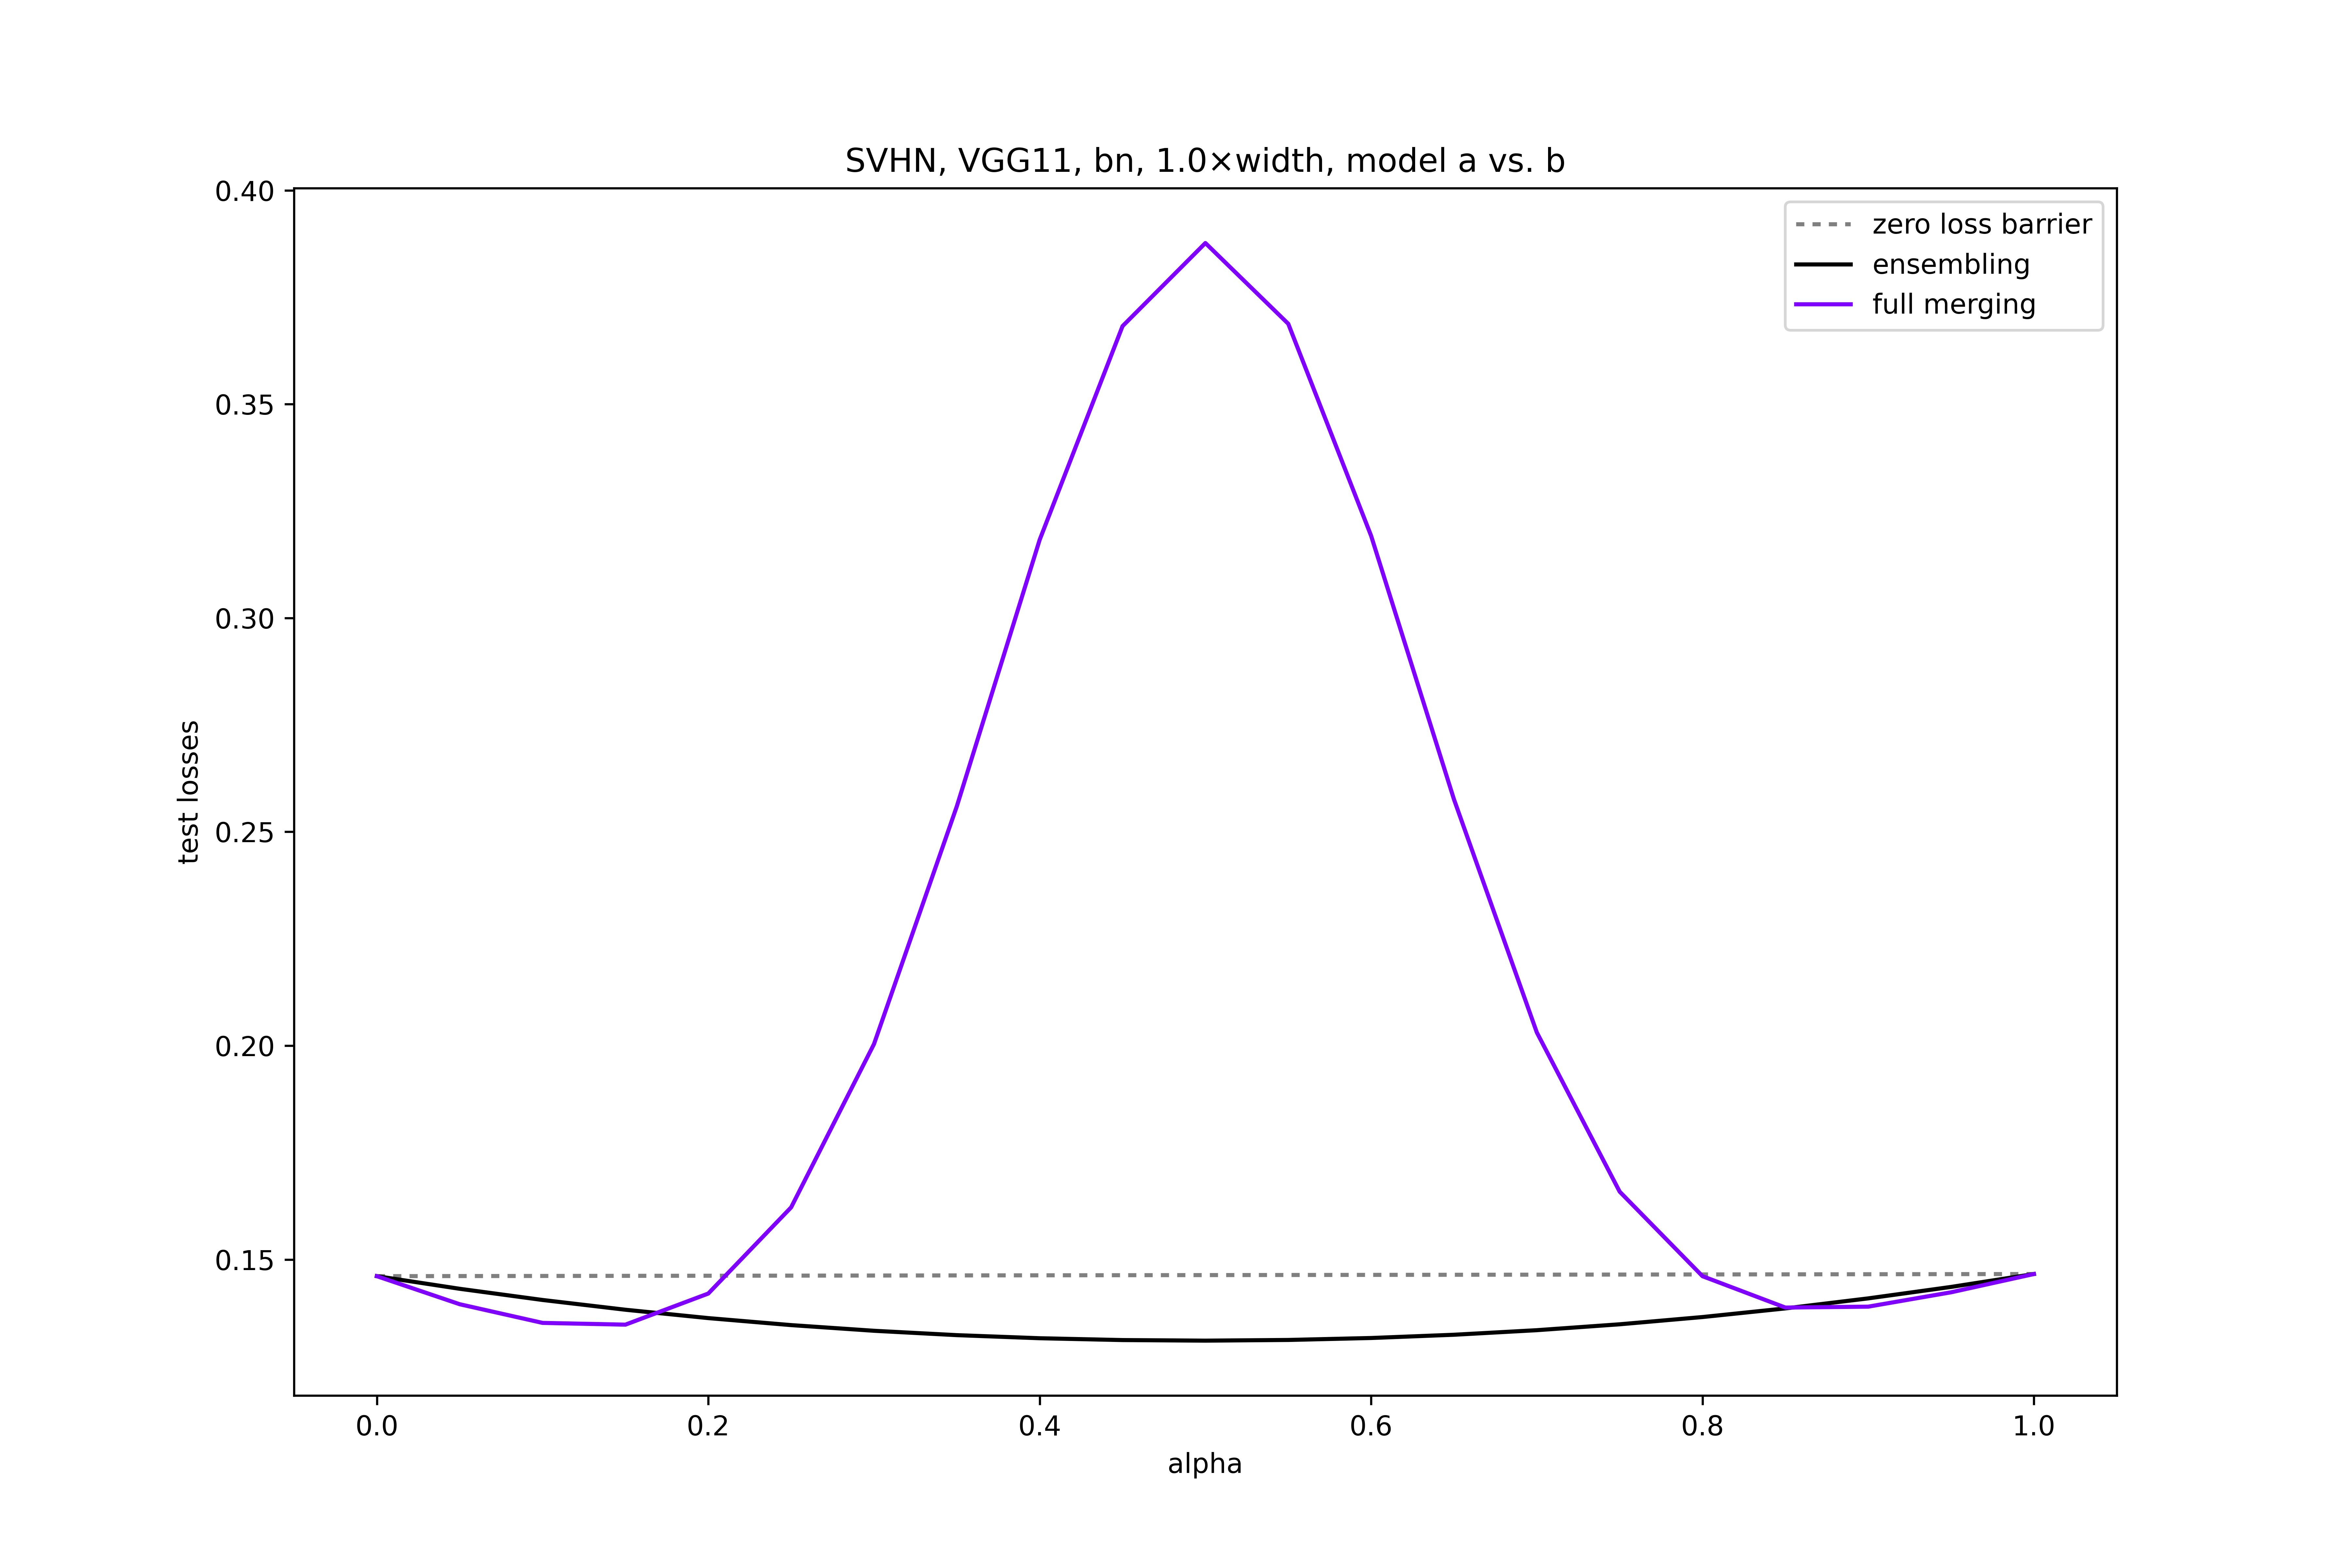 SVHN, VGG11, bn, 1.0×width, model a vs. b
zero loss barrier
ensembling
full merging
0.40
0.35
0.30
0.25
0.20
0.15
test losses
0.0 0.2 0.4 0.6 0.8 1.0
alpha